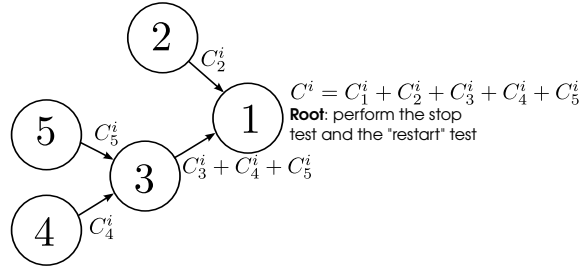 2
C_2^i
C^i = C_1^i + C_2^i + C_3^i + C_4^i + C_5^i
1
Root: perform the stop
test and the "restart" test
5
C_5^i
3
C_3^i + C_4^i + C_5^i
4
C_4^i